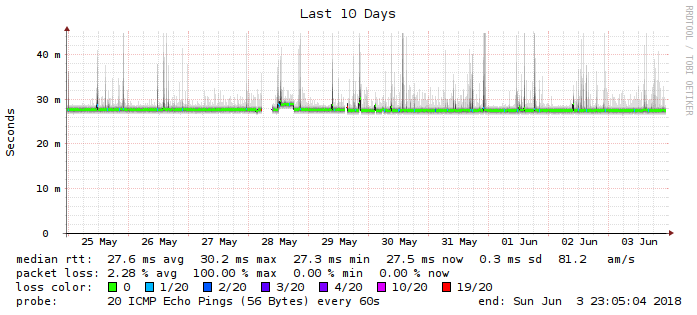 Last 10 Days
RRDTOOL / TOBI OETIKER
Seconds
40 m
30 m
20 m
10 m
0
25 May 26 May 27 May 28 May 29 May 30 May 31 May 01 Jun 02 Jun 03 Jun
median rtt: 27.6 ms avg 30.2 ms max 27.3 ms min 27.5 ms now 0.3 ms sd 81.2 am/s
packet loss: 2.28 % avg 100.00 % max 0.00 % min 0.00 % now
loss color: 0 1/20 2/20 3/20 4/20 10/20 19/20
probe: 20 ICMP Echo Pings (56 Bytes) every 60s end: Sun Jun 3 23:05:04 2018